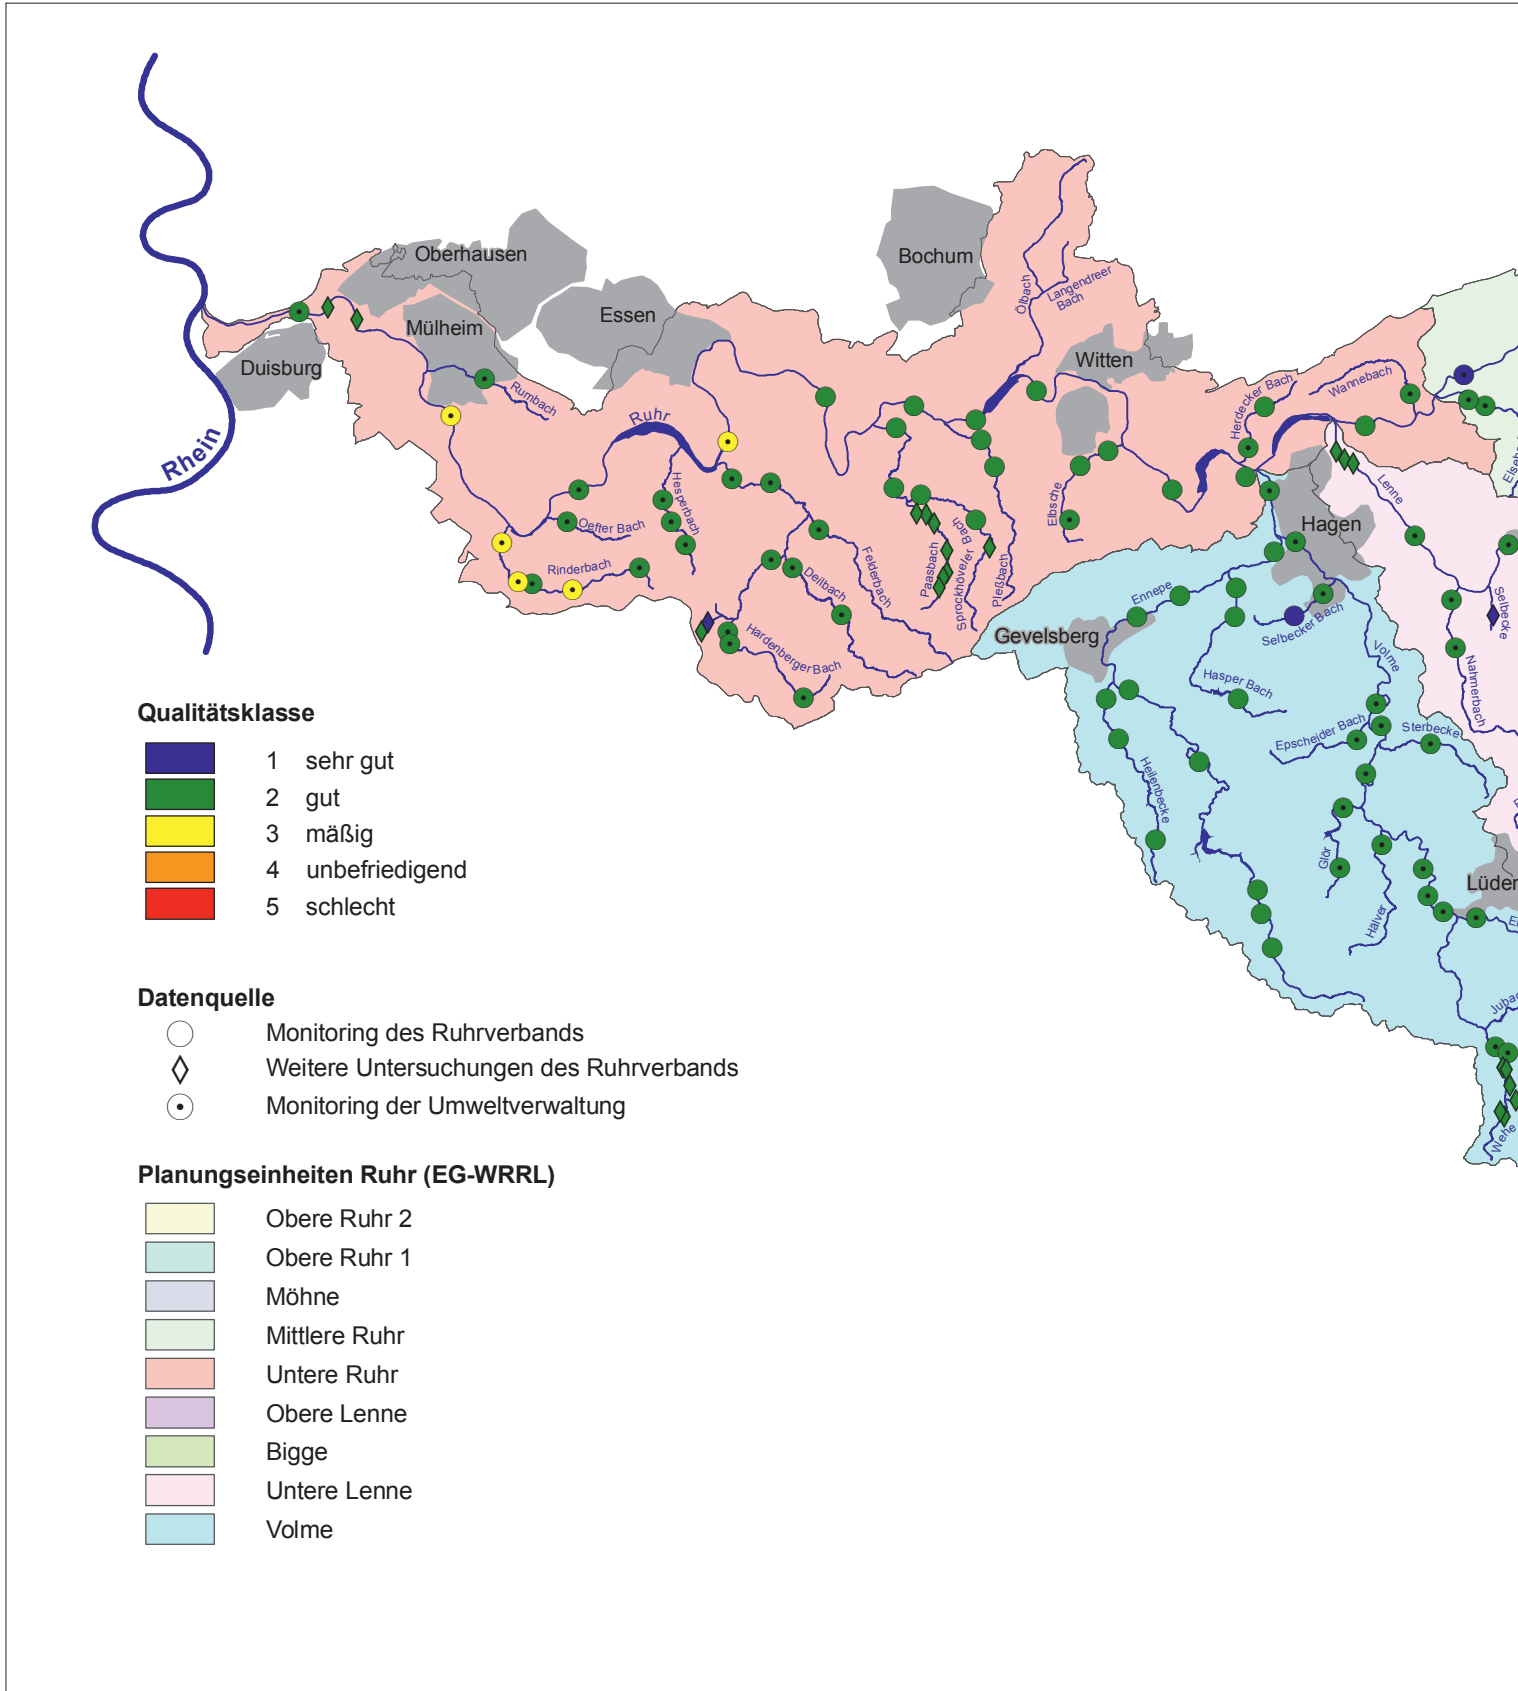 Oberhausen
Bochum
Essen
Mülheim
Duisburg
Witten
Ölbach
Langendreer
Bach
Rumbach
Ruhr
Rhein
Herdecker Bach
Wannebach
Hesperbach
Oefter Bach
Rinderbach
Deilbach
Felderbach
Hardenberger Bach
Paasbach
Sprockhöveler
Bach
Pleßbach
Elbsche
Lenne
Hagen
Ennepe
Gevelsberg
Selbecker Bach
Selbecke
Volme
Nahmerbach
Hasper Bach
Epscheider Bach
Sterbecke
Heilenbecke
Glör
Hälver
Lüden
Wehe
Qualitätsklasse
1 sehr gut
2 gut
3 mäßig
4 unbefriedigend
5 schlecht
Datenquelle
Monitoring des Ruhrverbands
Weitere Untersuchungen des Ruhrverbands
Monitoring der Umweltverwaltung
Planungseinheiten Ruhr (EG-WRRL)
Obere Ruhr 2
Obere Ruhr 1
Möhne
Mittlere Ruhr
Untere Ruhr
Obere Lenne
Bigge
Untere Lenne
Volme